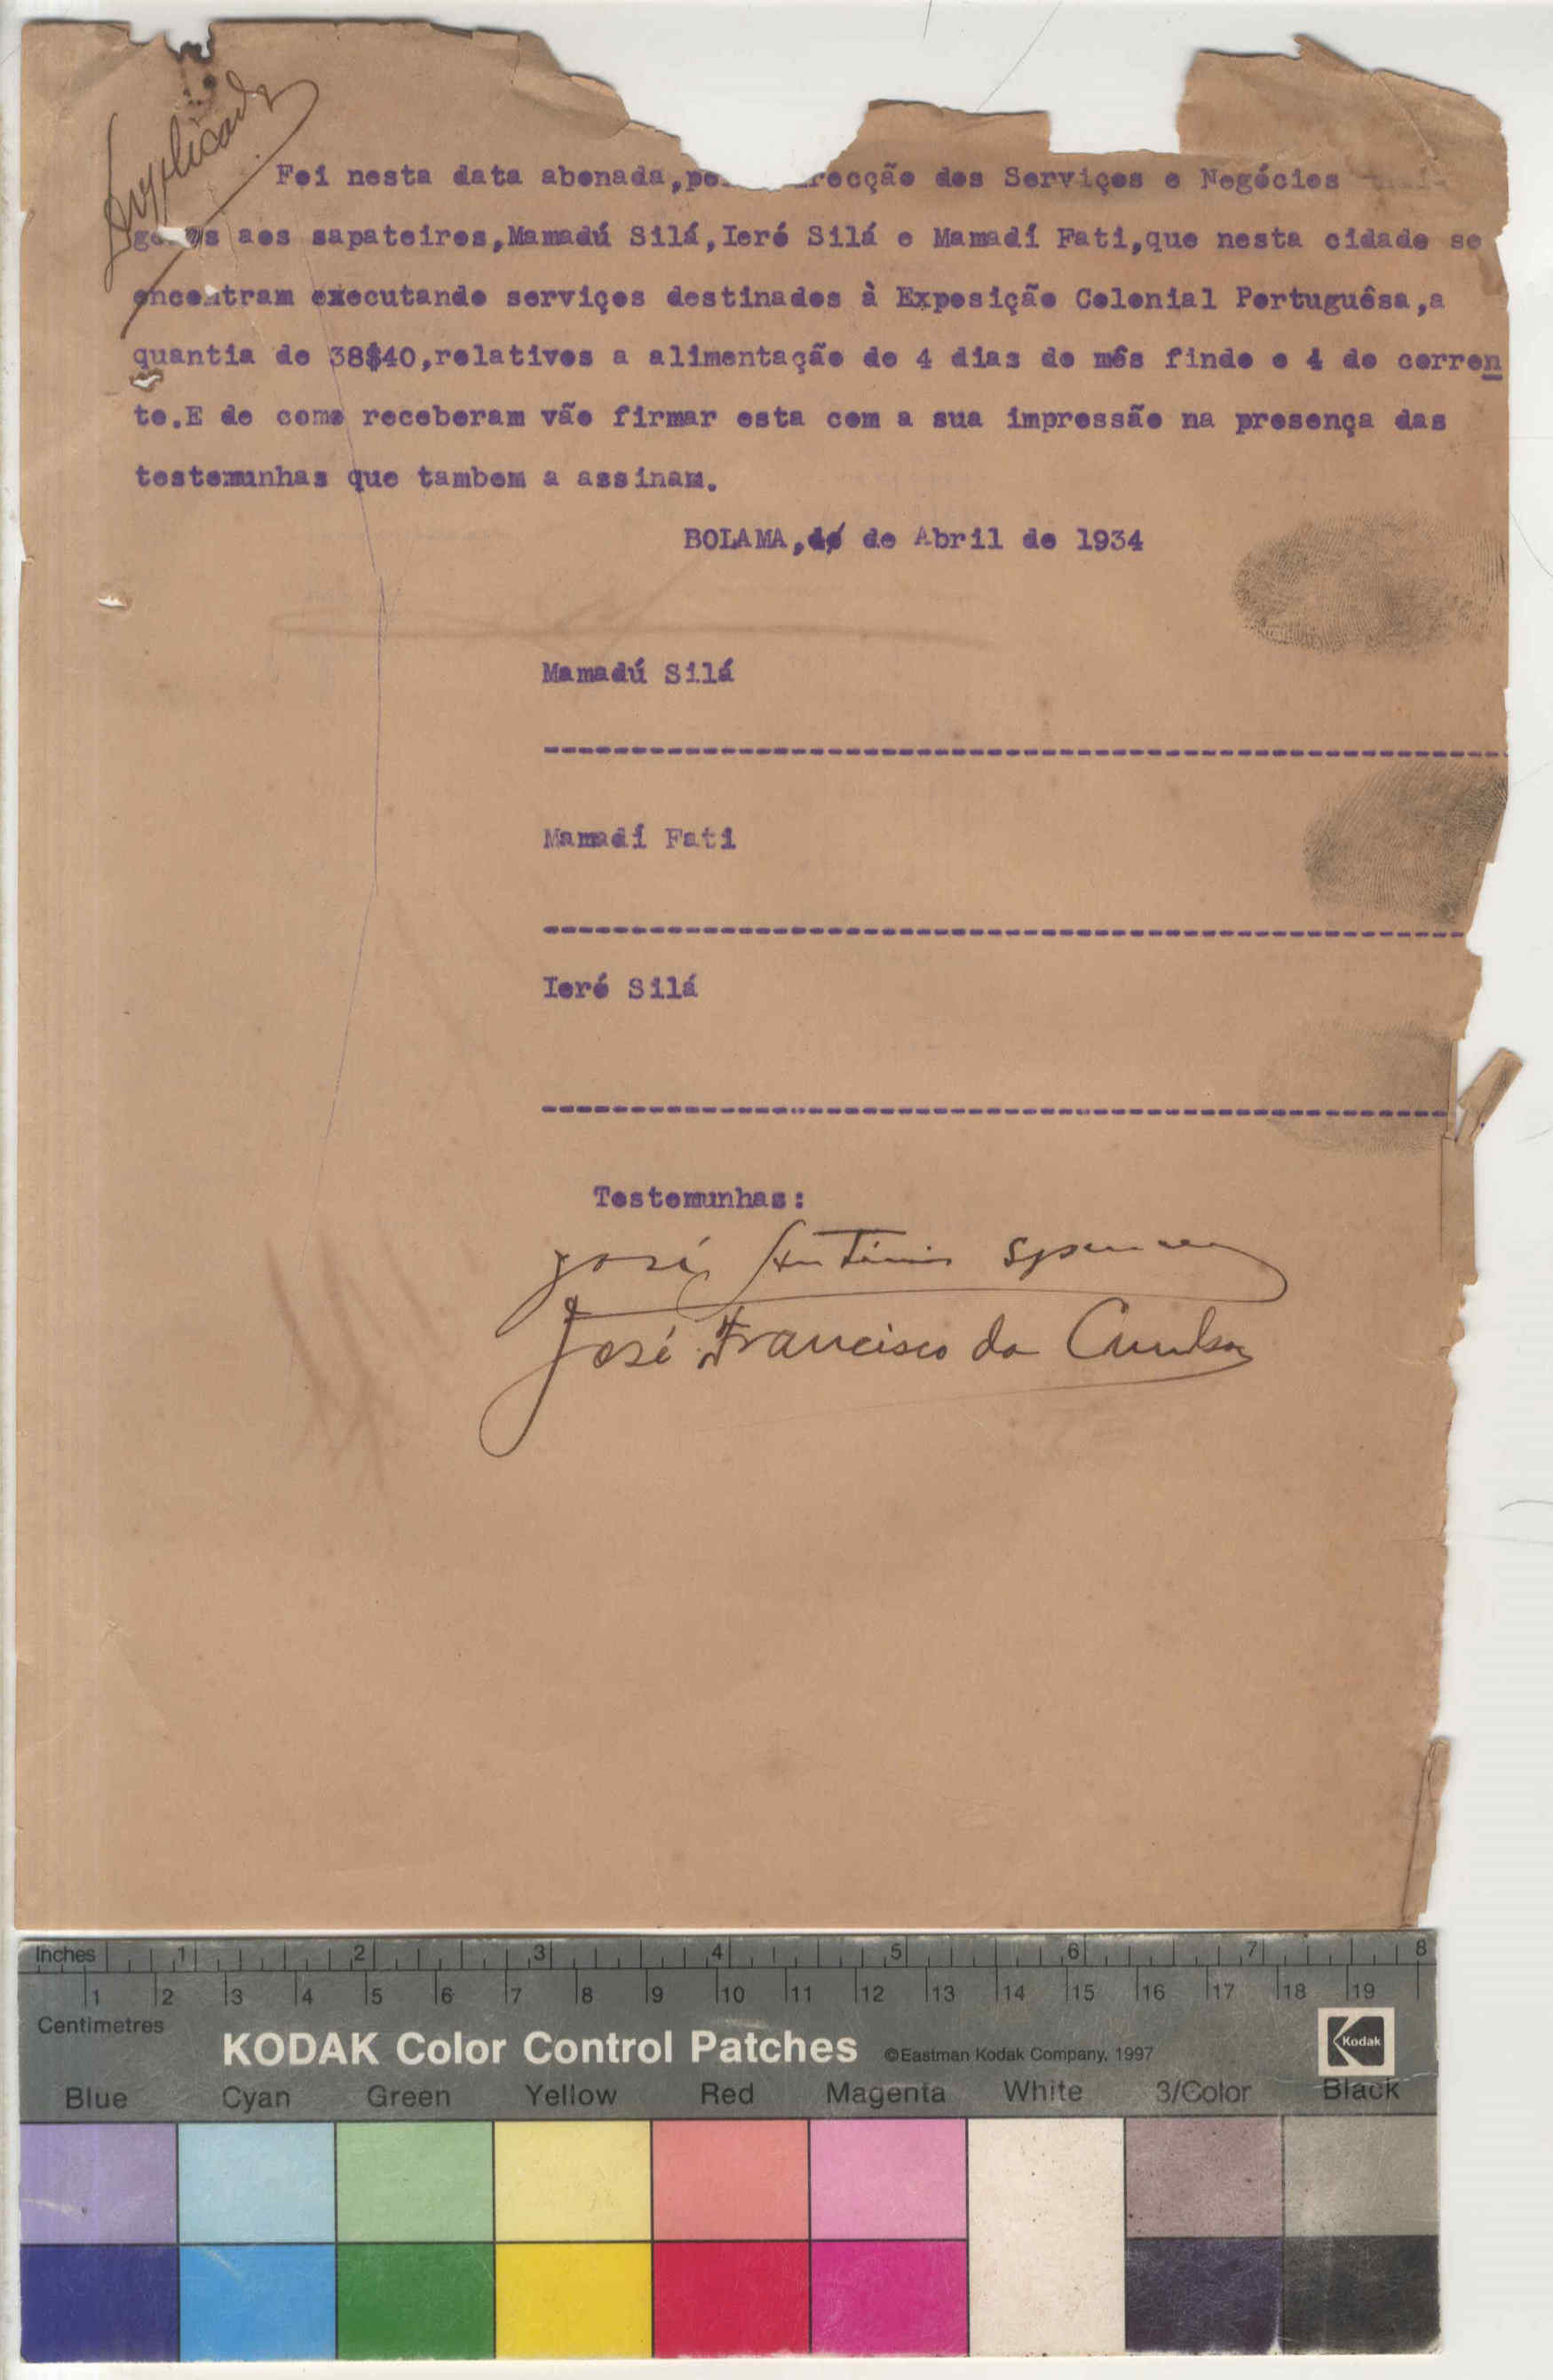 Duplicado
Foi nesta data abonada,pe recção dos Serviços e Negócios
ge s aos sapateiros,Mamadú Silá,Ieró Silá e Mamadí Fati,que nesta cidade se
encontram executando serviços destinados à Exposição Colonial Portuguêsa,a
quantia de 38$40,relativos a alimentação de 4 dias do mês findo e 4 do corren
te.E de como receberam vão firmar esta com a sua impressão na presença das
testemunhas que tambem a assinam.
BOLAMA, de Abril de 1934
Mamadú Silá
Mamadí Fati
Ieró Silá
Testemunhas:
José António
José Francisco da Cunha
Inches 1 2 3 4 5 6 7 8
1 2 3 4 5 6 7 8 9 10 11 12 13 14 15 16 17 18 19
Centimetres
KODAK Color Control Patches ©Eastman Kodak Company, 1997 Kodak
Blue Cyan Green Yellow Red Magenta White 3/Color Black